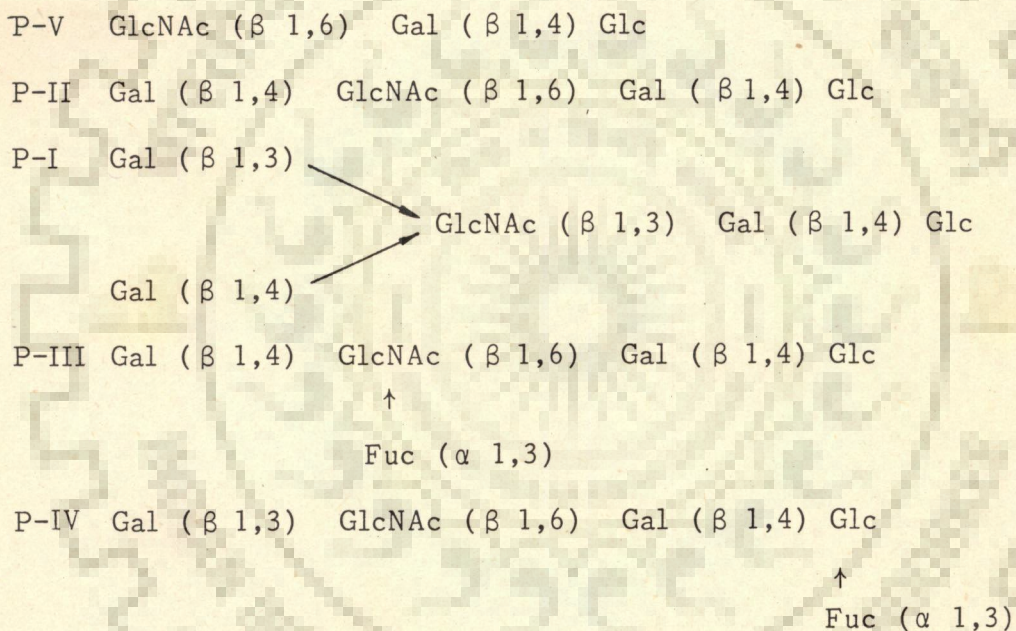 P-V GlcNAc (β 1,6) Gal (β 1,4) Glc
P-II Gal (β 1,4) GlcNAc (β 1,6) Gal (β 1,4) Glc
P-I Gal (β 1,3)
GlcNAc (β 1,3) Gal (β 1,4) Glc
Gal (β 1,4)
P-III Gal (β 1,4) GlcNAc (β 1,6) Gal (β 1,4) Glc
↑
Fuc (α 1,3)
P-IV Gal (β 1,3) GlcNAc (β 1,6) Gal (β 1,4) Glc
↑
Fuc (α 1,3)